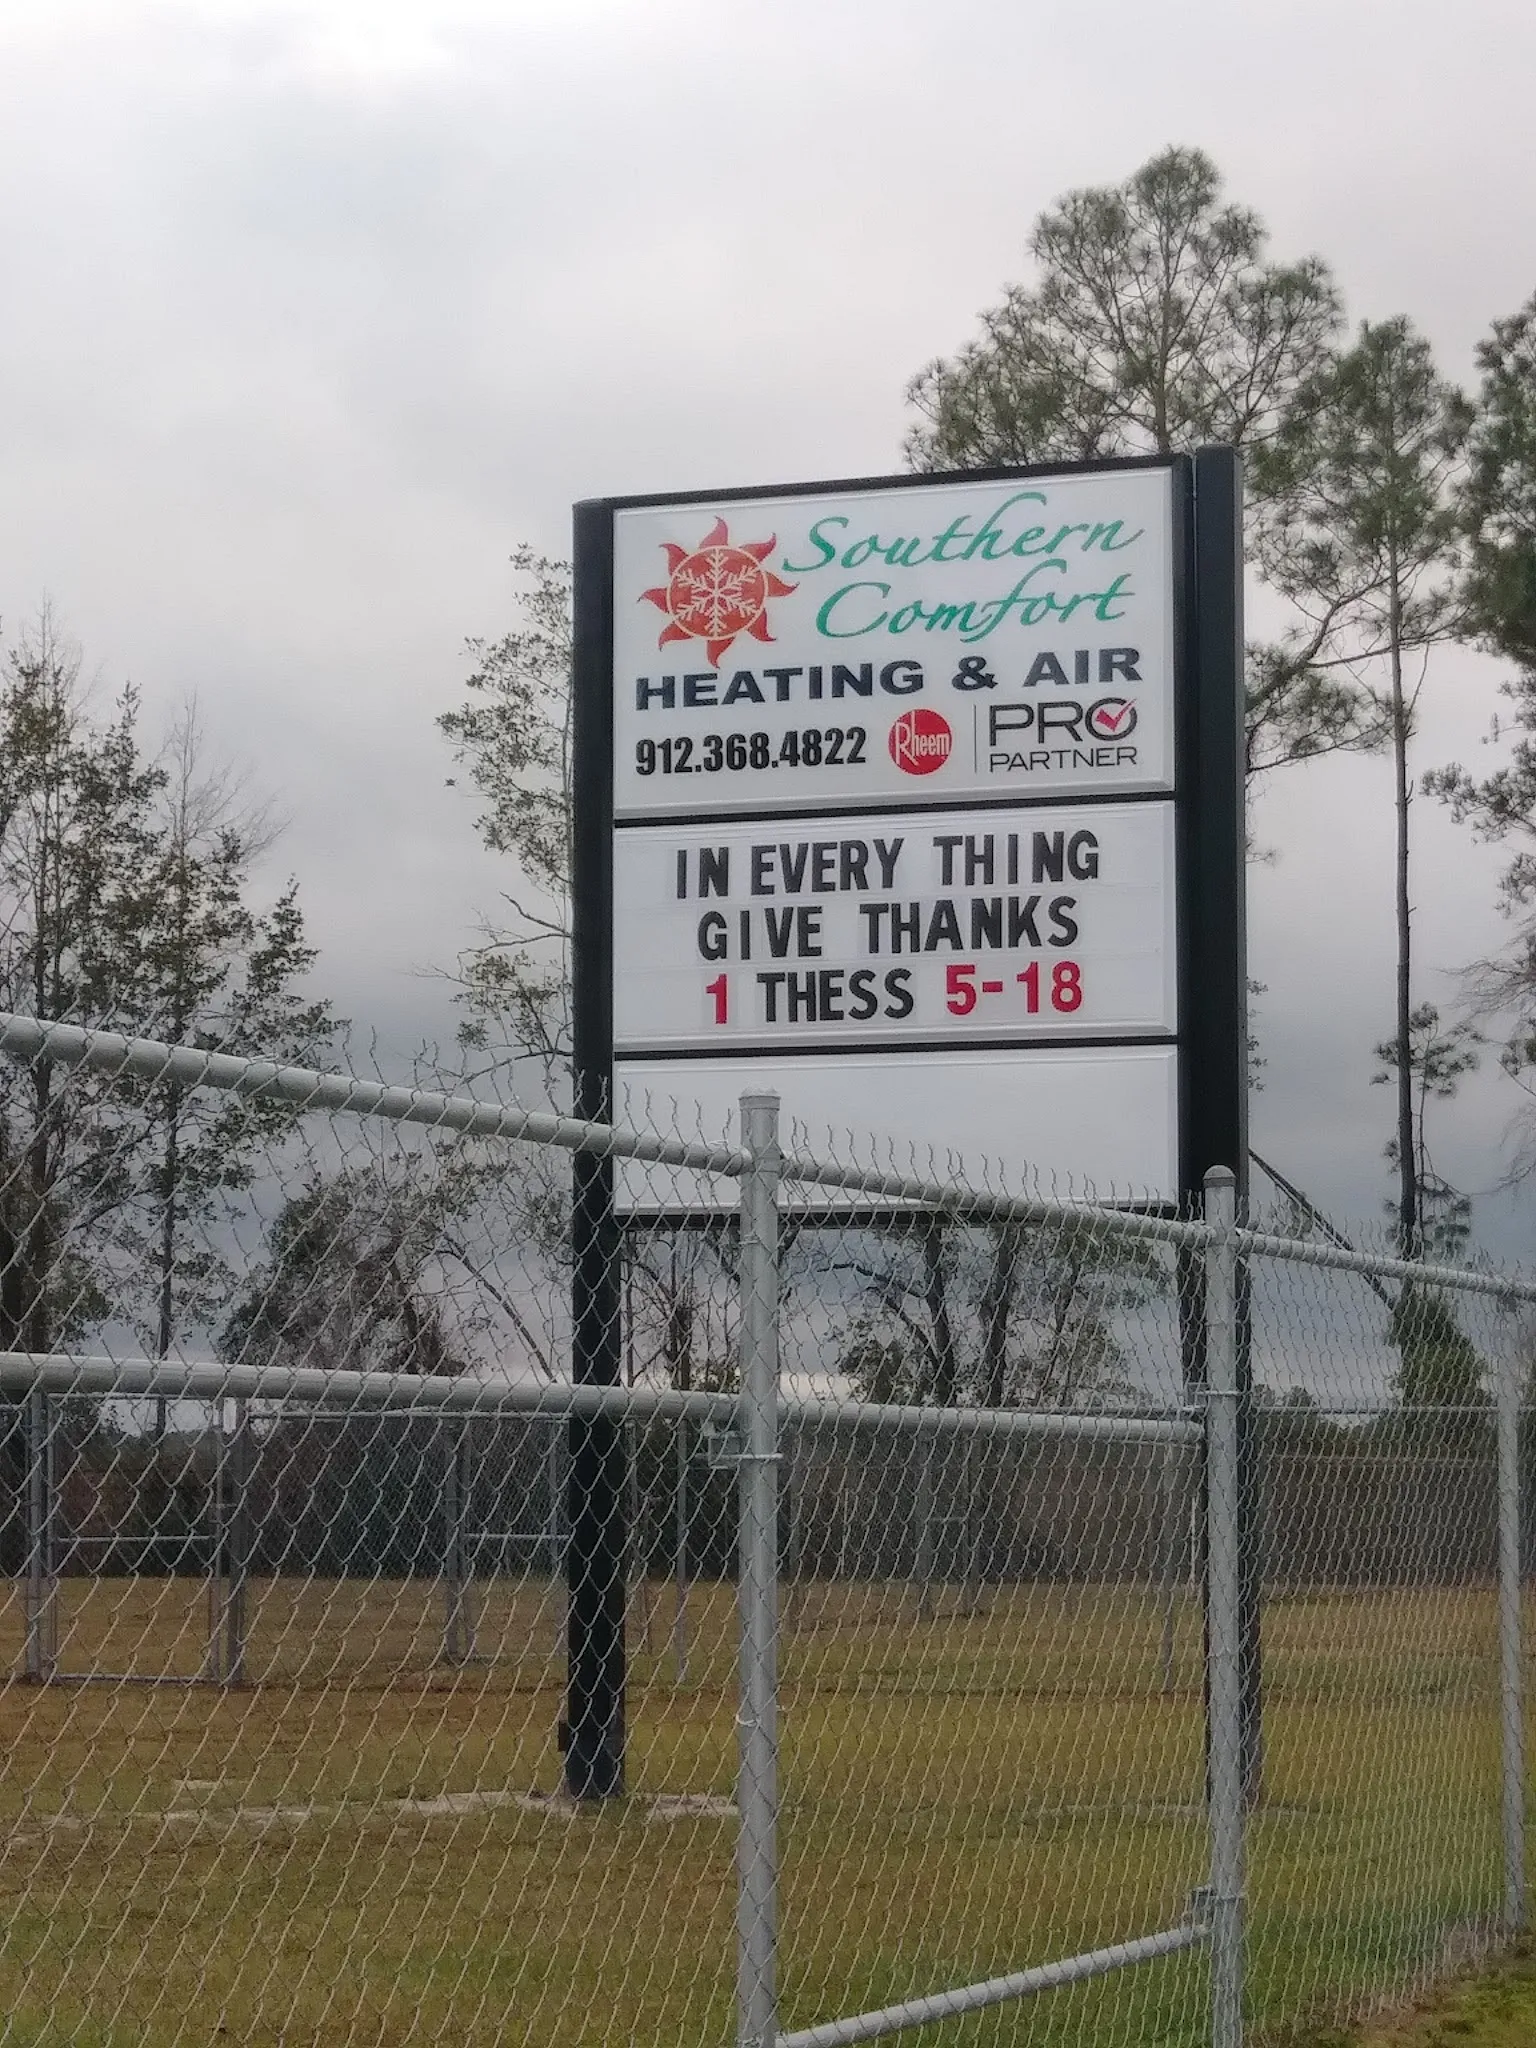 Southern
Comfort
HEATING & AIR
912.368.4822 Rheem PRO
PARTNER
IN EVERY THING
GIVE THANKS
1 THESS 5-18